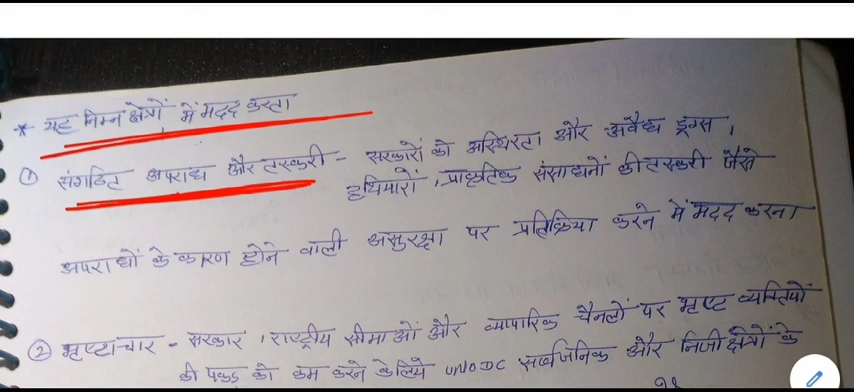 * यह निम्न क्षेत्रों में मदद करता
① संगठित अपराध और तस्करी - सरकारों को अस्थिरता और अवैध ड्रग्स,
हथियारों, प्राकृतिक संसाधनों की तस्करी जैसे
अपराधों के कारण होने वाली असुरक्षा पर प्रतिक्रिया करने में मदद करना
② भ्रष्टाचार - सरकार, राष्ट्रीय सीमाओं और व्यापारिक चैनलों पर भ्रष्ट व्यक्तियों
की पकड़ को कम करने के लिये UNODC सार्वजनिक और निजी क्षेत्रों के